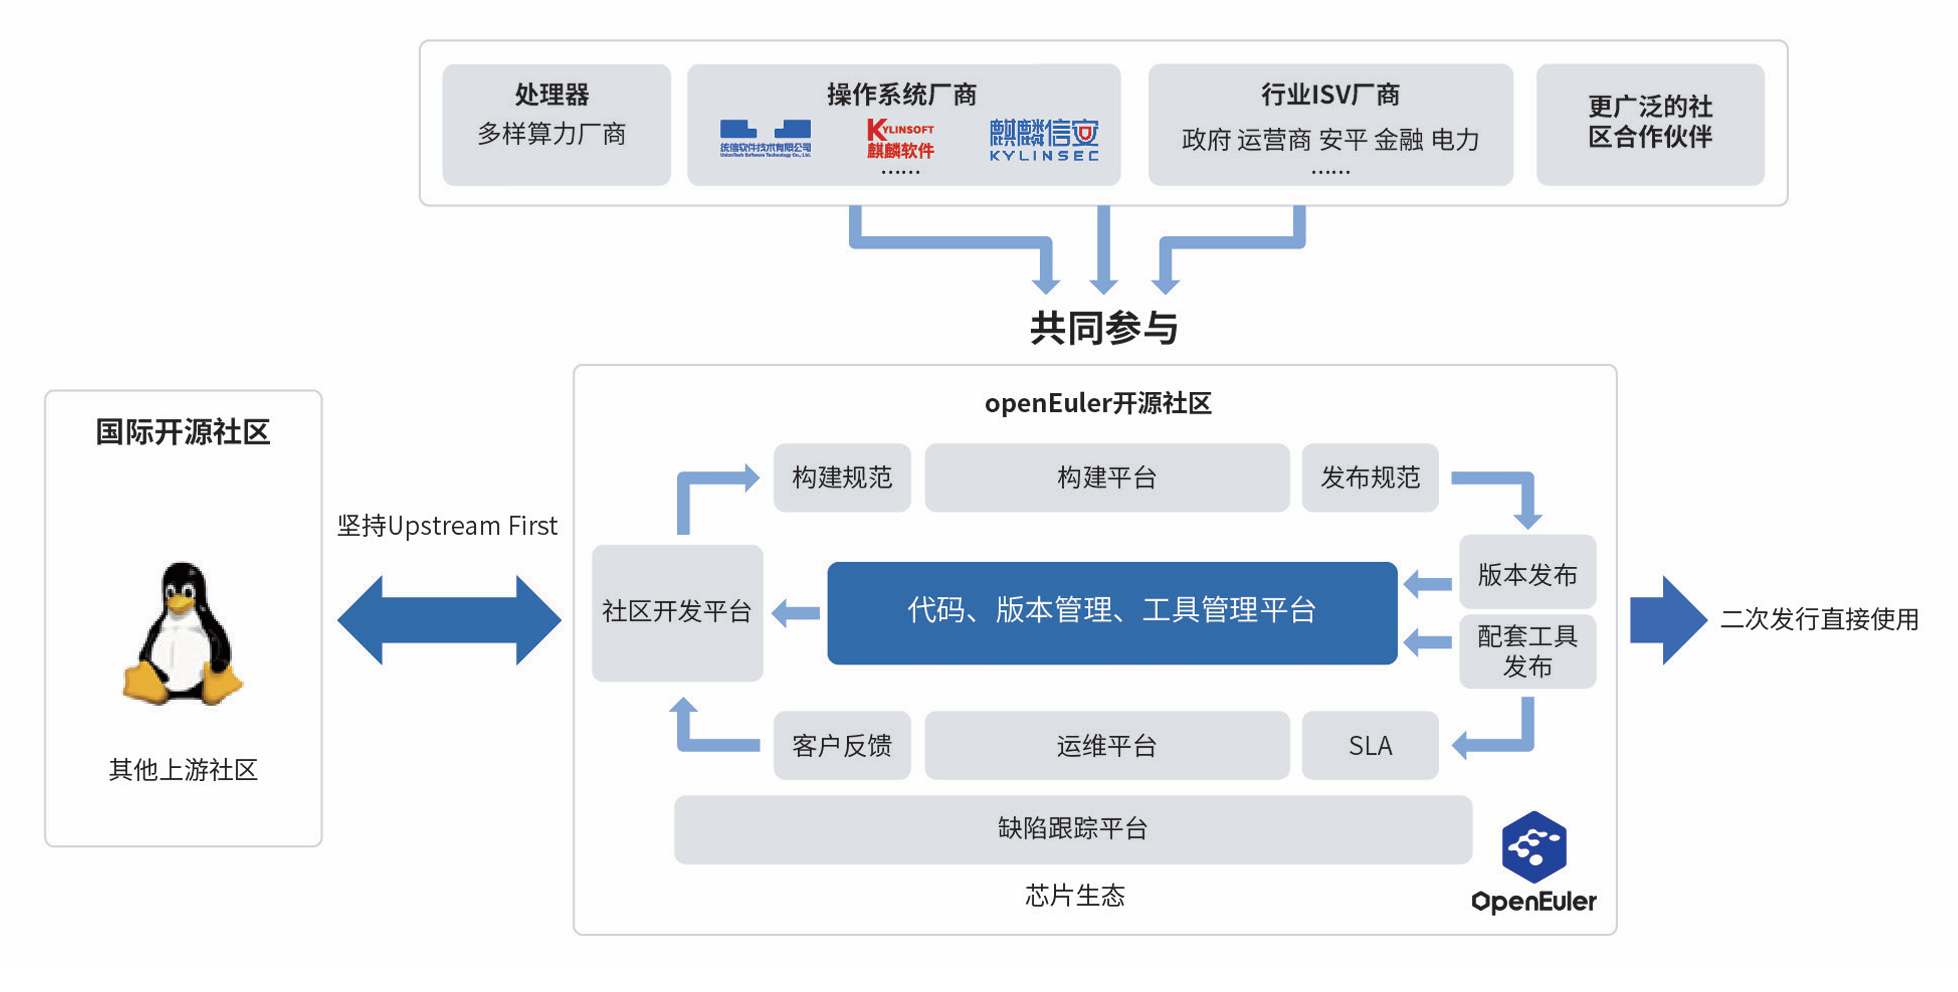 处理器
多样算力厂商
操作系统厂商
统信软件技术有限公司
UnionTech Software Technology Co., Ltd.
KYLINSOFT
麒麟软件
麒麟信安
KYLINSEC
......
行业ISV厂商
政府 运营商 安平 金融 电力
......
更广泛的社
区合作伙伴
共同参与
国际开源社区
其他上游社区
坚持Upstream First
openEuler开源社区
构建规范
构建平台
发布规范
社区开发平台
代码、版本管理、工具管理平台
版本发布
配套工具
发布
客户反馈
运维平台
SLA
缺陷跟踪平台
芯片生态
OpenEuler
二次发行直接使用